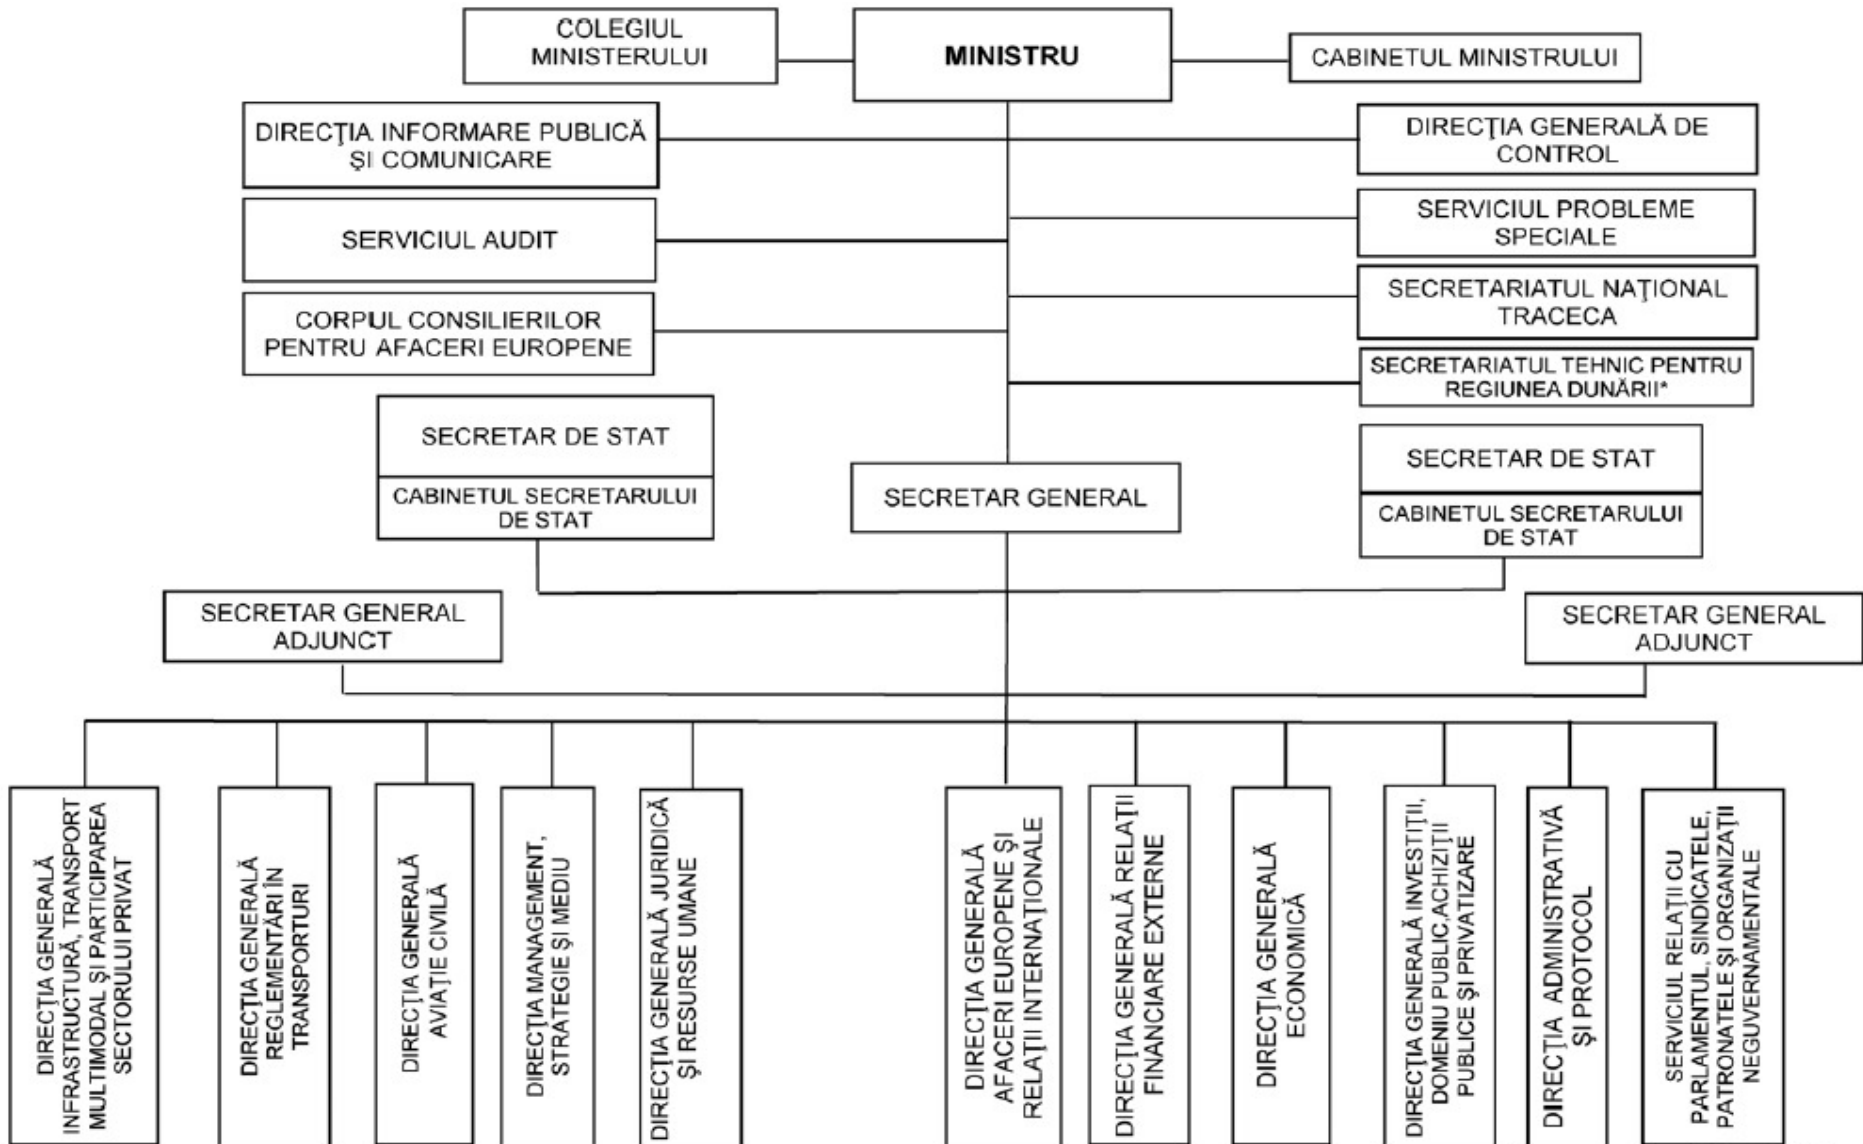 COLEGIUL
MINISTERULUI
MINISTRU
CABINETUL MINISTRULUI
DIRECŢIA INFORMARE PUBLICĂ
ŞI COMUNICARE
DIRECŢIA GENERALĂ DE
CONTROL
SERVICIUL AUDIT
SERVICIUL PROBLEME
SPECIALE
CORPUL CONSILIERILOR
PENTRU AFACERI EUROPENE
SECRETARIATUL NAŢIONAL
TRACECA
SECRETARIATUL TEHNIC PENTRU
REGIUNEA DUNĂRII*
SECRETAR DE STAT
CABINETUL SECRETARULUI
DE STAT
SECRETAR GENERAL
SECRETAR DE STAT
CABINETUL SECRETARULUI
DE STAT
SECRETAR GENERAL
ADJUNCT
SECRETAR GENERAL
ADJUNCT
DIRECŢIA GENERALĂ
INFRASTRUCTURĂ, TRANSPORT
MULTIMODAL ŞI PARTICIPAREA
SECTORULUI PRIVAT
DIRECŢIA GENERALĂ
REGLEMENTĂRI ÎN
TRANSPORTURI
DIRECŢIA GENERALĂ
AVIAŢIE CIVILĂ
DIRECŢIA MANAGEMENT,
STRATEGIE ŞI MEDIU
DIRECŢIA GENERALĂ JURIDICĂ
ŞI RESURSE UMANE
DIRECŢIA GENERALĂ
AFACERI EUROPENE ŞI
RELAŢII INTERNAŢIONALE
DIRECŢIA GENERALĂ RELAŢII
FINANCIARE EXTERNE
DIRECŢIA GENERALĂ
ECONOMICĂ
DIRECŢIA GENERALĂ INVESTIŢII,
DOMENIU PUBLIC,ACHIZIŢII
PUBLICE ŞI PRIVATIZARE
DIRECŢIA ADMINISTRATIVĂ
ŞI PROTOCOL
SERVICIUL RELAŢII CU
PARLAMENTUL, SINDICATELE,
PATRONATELE ŞI ORGANIZAŢII
NEGUVERNAMENTALE